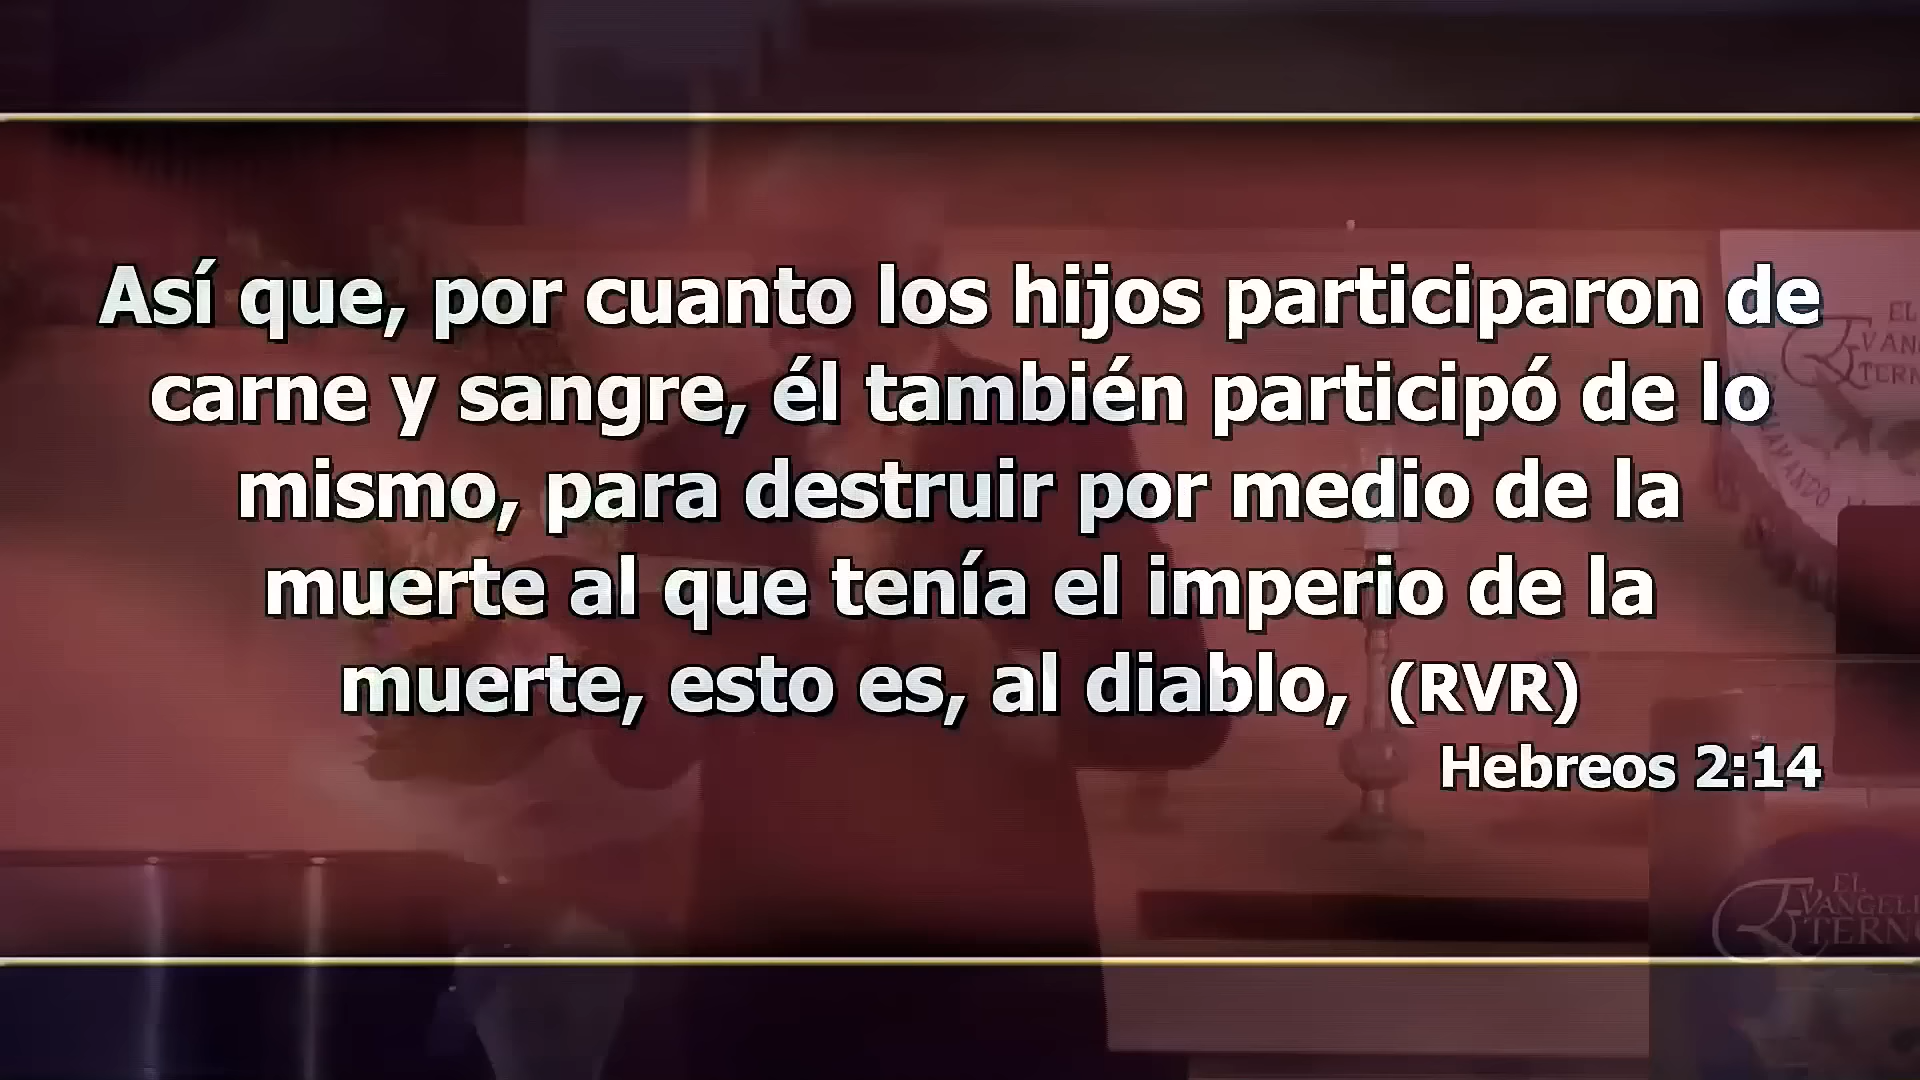 Así que, por cuanto los hijos participaron de
carne y sangre, él también participó de lo
mismo, para destruir por medio de la
muerte al que tenía el imperio de la
muerte, esto es, al diablo, (RVR)
Hebreos 2:14
EL
EL